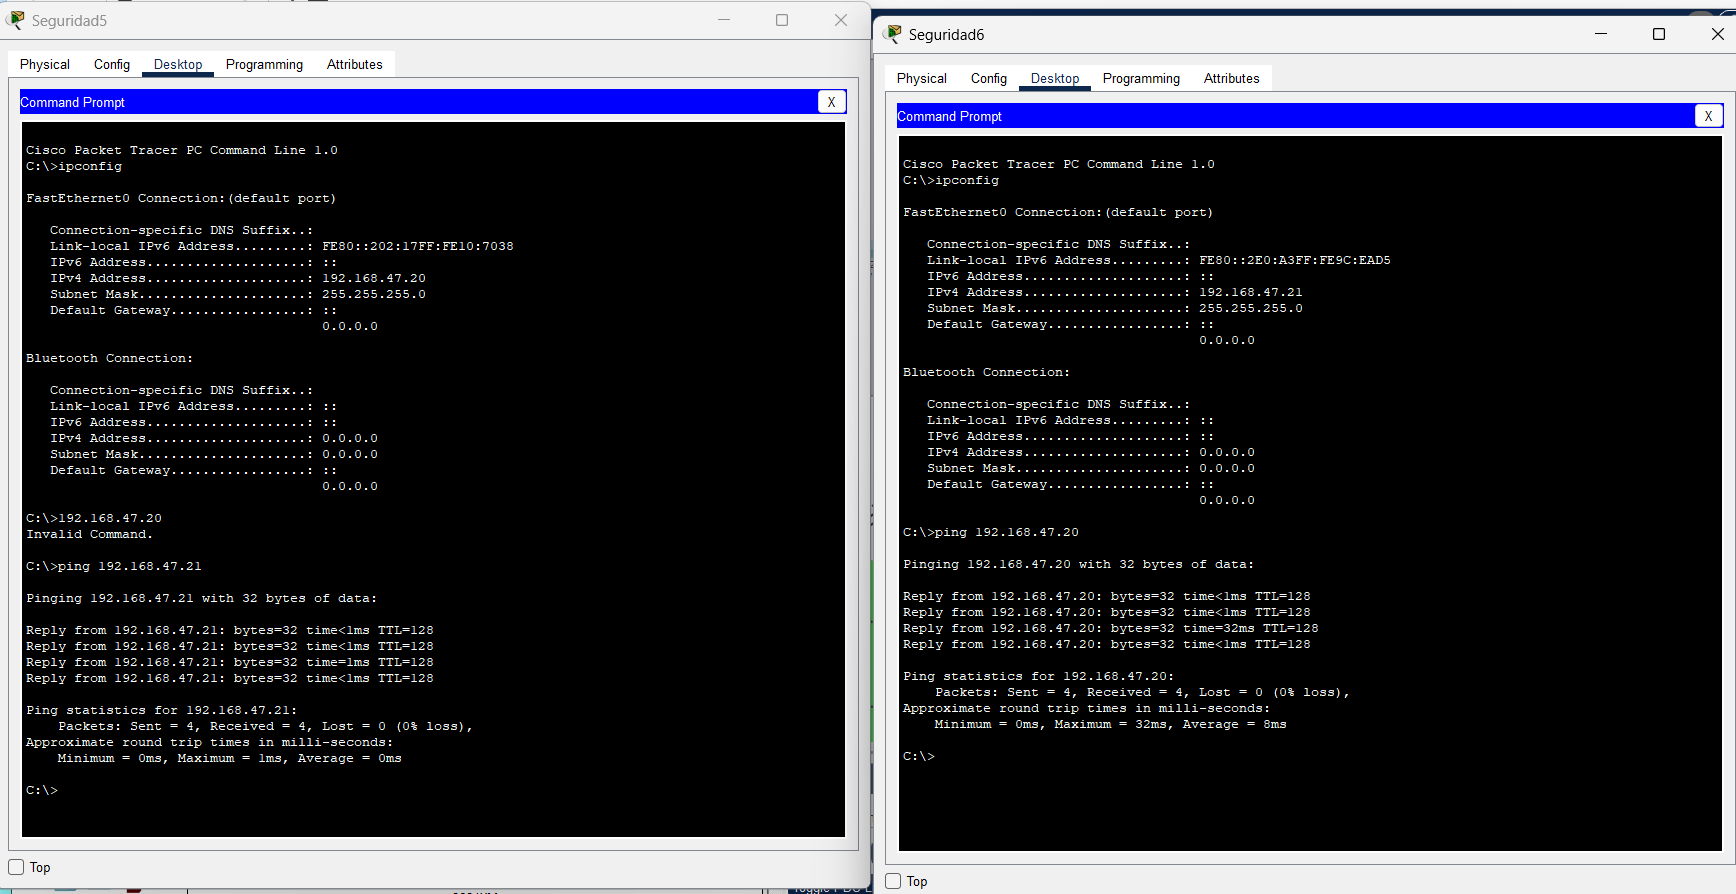 Seguridad5
Physical Config Desktop Programming Attributes
Command Prompt X
Cisco Packet Tracer PC Command Line 1.0
C:\>ipconfig
FastEthernet0 Connection:(default port)
Connection-specific DNS Suffix..:
Link-local IPv6 Address.........: FE80::202:17FF:FE10:7038
IPv6 Address....................: ::
IPv4 Address....................: 192.168.47.20
Subnet Mask.....................: 255.255.255.0
Default Gateway.................: ::
0.0.0.0
Bluetooth Connection:
Connection-specific DNS Suffix..:
Link-local IPv6 Address.........: ::
IPv6 Address....................: ::
IPv4 Address....................: 0.0.0.0
Subnet Mask.....................: 0.0.0.0
Default Gateway.................: ::
0.0.0.0
C:\>192.168.47.20
Invalid Command.
C:\>ping 192.168.47.21
Pinging 192.168.47.21 with 32 bytes of data:
Reply from 192.168.47.21: bytes=32 time<1ms TTL=128
Reply from 192.168.47.21: bytes=32 time<1ms TTL=128
Reply from 192.168.47.21: bytes=32 time=1ms TTL=128
Reply from 192.168.47.21: bytes=32 time<1ms TTL=128
Ping statistics for 192.168.47.21:
Packets: Sent = 4, Received = 4, Lost = 0 (0% loss),
Approximate round trip times in milli-seconds:
Minimum = 0ms, Maximum = 1ms, Average = 0ms
C:\>
Top
Seguridad6
Physical Config Desktop Programming Attributes
Command Prompt X
Cisco Packet Tracer PC Command Line 1.0
C:\>ipconfig
FastEthernet0 Connection:(default port)
Connection-specific DNS Suffix..:
Link-local IPv6 Address.........: FE80::2E0:A3FF:FE9C:EAD5
IPv6 Address....................: ::
IPv4 Address....................: 192.168.47.21
Subnet Mask.....................: 255.255.255.0
Default Gateway.................: ::
0.0.0.0
Bluetooth Connection:
Connection-specific DNS Suffix..:
Link-local IPv6 Address.........: ::
IPv6 Address....................: ::
IPv4 Address....................: 0.0.0.0
Subnet Mask.....................: 0.0.0.0
Default Gateway.................: ::
0.0.0.0
C:\>ping 192.168.47.20
Pinging 192.168.47.20 with 32 bytes of data:
Reply from 192.168.47.20: bytes=32 time<1ms TTL=128
Reply from 192.168.47.20: bytes=32 time<1ms TTL=128
Reply from 192.168.47.20: bytes=32 time=32ms TTL=128
Reply from 192.168.47.20: bytes=32 time<1ms TTL=128
Ping statistics for 192.168.47.20:
Packets: Sent = 4, Received = 4, Lost = 0 (0% loss),
Approximate round trip times in milli-seconds:
Minimum = 0ms, Maximum = 32ms, Average = 8ms
C:\>
Top